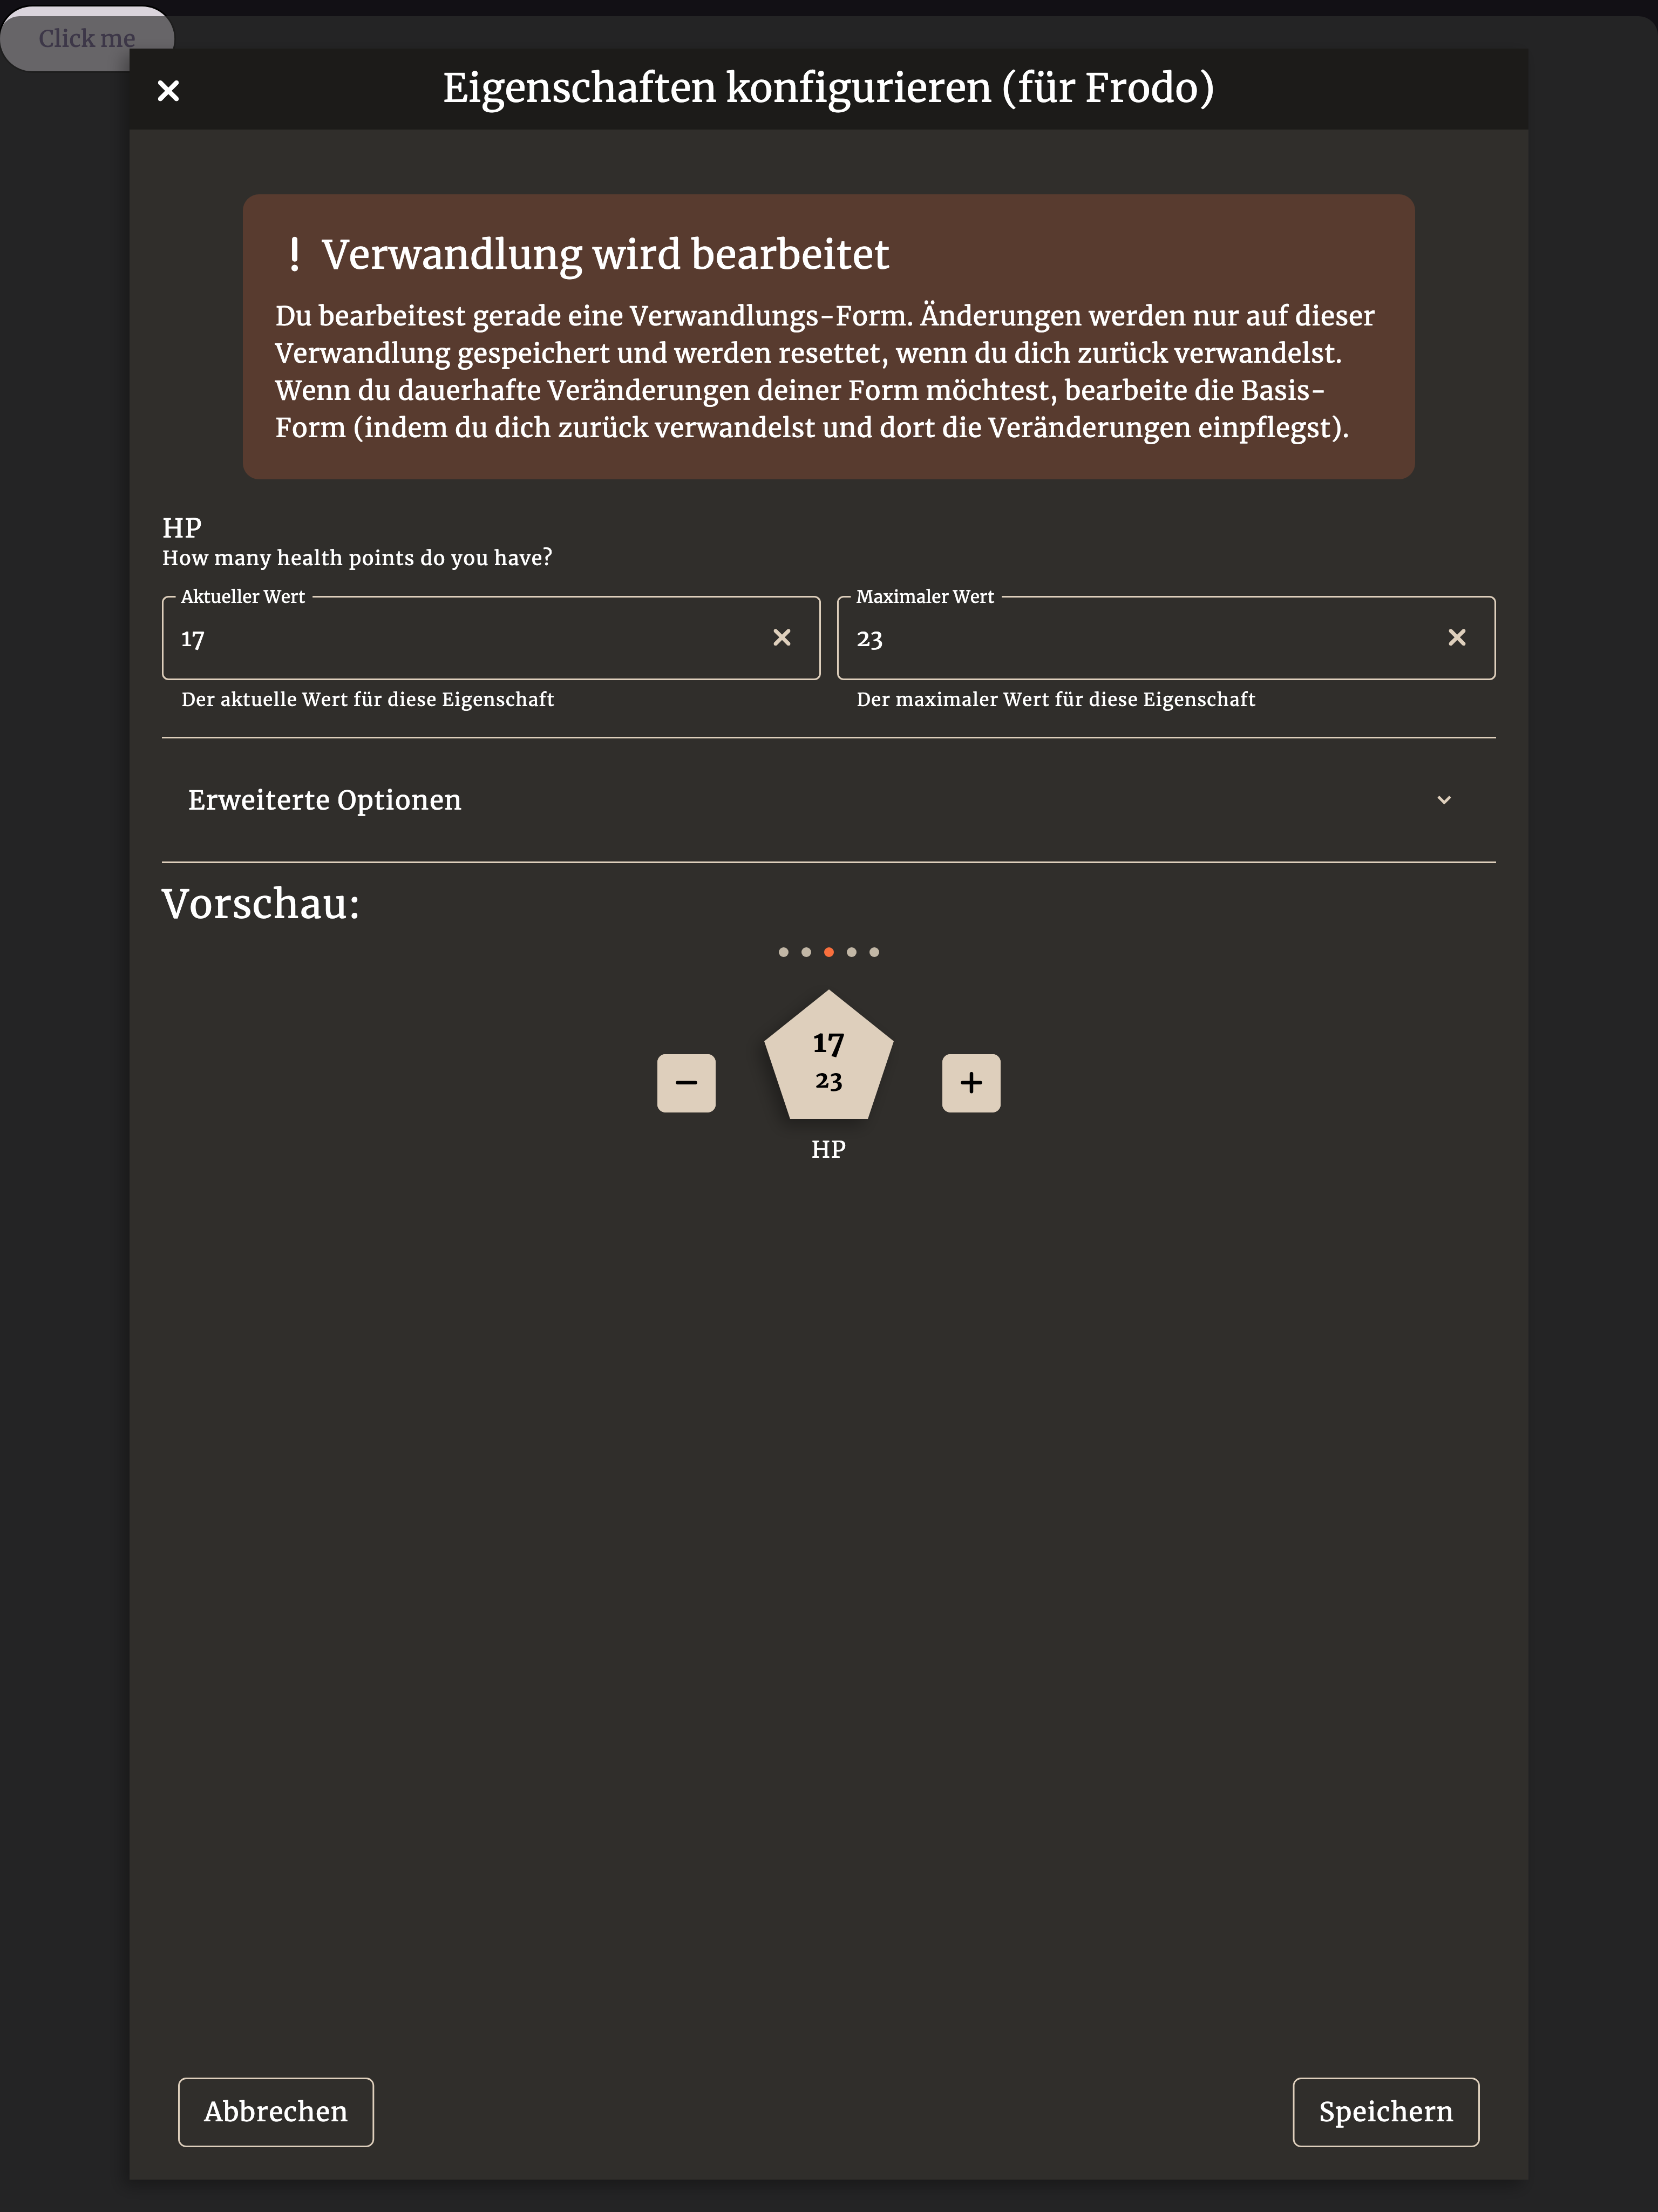 Click me
Eigenschaften konfigurieren (für Frodo)
! Verwandlung wird bearbeitet
Du bearbeitest gerade eine Verwandlungs-Form. Änderungen werden nur auf dieser
Verwandlung gespeichert und werden resettet, wenn du dich zurück verwandelst.
Wenn du dauerhafte Veränderungen deiner Form möchtest, bearbeite die Basis-
Form (indem du dich zurück verwandelst und dort die Veränderungen einpflegst).
HP
How many health points do you have?
Aktueller Wert
17
Der aktuelle Wert für diese Eigenschaft
Maximaler Wert
23
Der maximaler Wert für diese Eigenschaft
Erweiterte Optionen
Vorschau:
17
23
HP
Abbrechen
Speichern